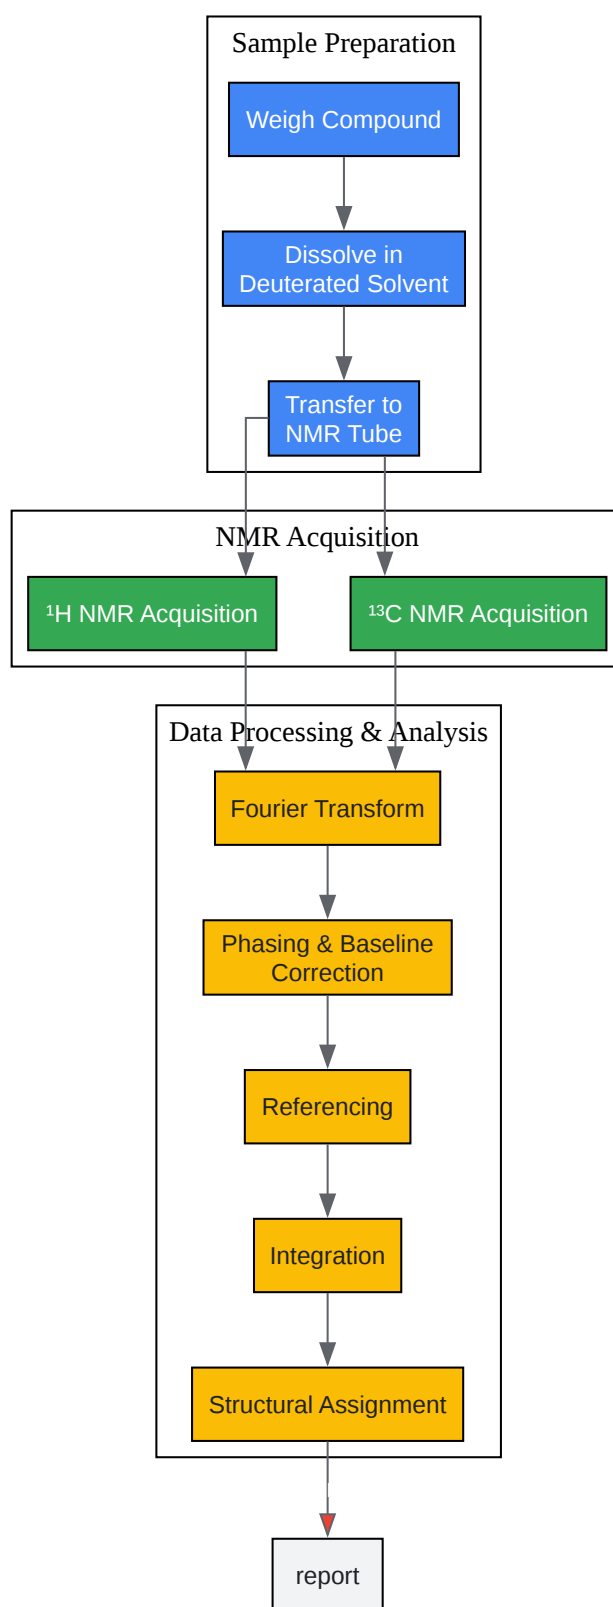 Sample Preparation
Weigh Compound
Dissolve in
Deuterated Solvent
Transfer to
NMR Tube
NMR Acquisition
¹H NMR Acquisition
¹³C NMR Acquisition
Data Processing & Analysis
Fourier Transform
Phasing & Baseline
Correction
Referencing
Integration
Structural Assignment
report